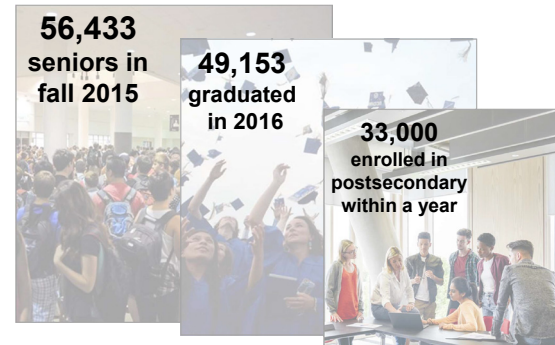 56,433
seniors in
fall 2015
49,153
graduated
in 2016
33,000
enrolled in
postsecondary
within a year